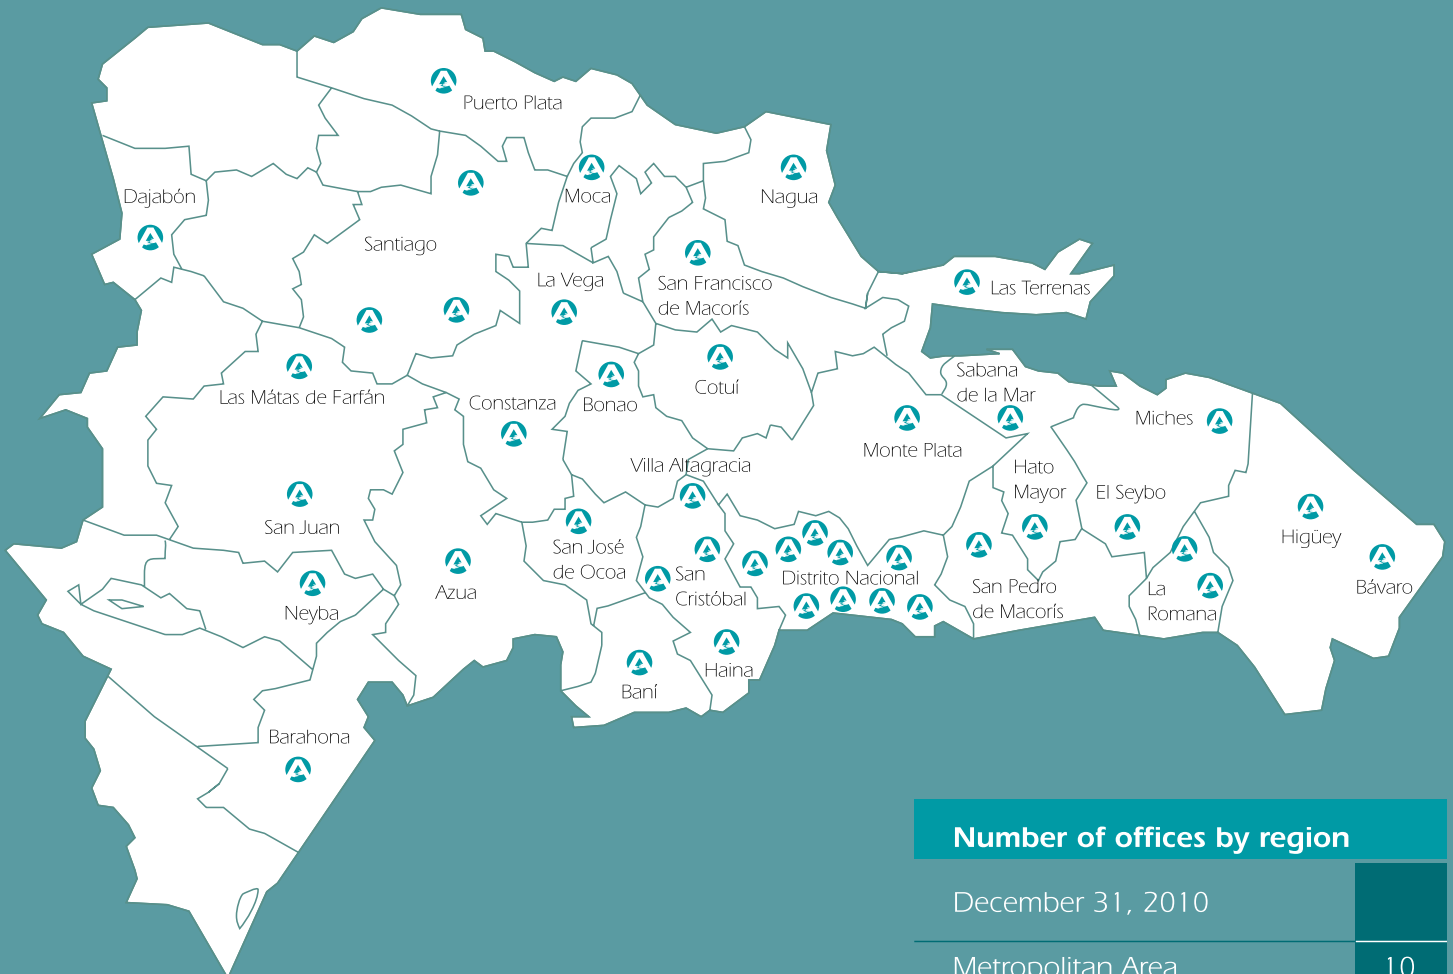 Puerto Plata
Dajabón
Moca
Nagua
Santiago
La Vega
San Francisco
de Macorís
Las Terrenas
Las Mátas de Farfán
Constanza
Bonao
Cotuí
Sabana
de la Mar
Miches
Monte Plata
Villa Altagracia
Hato
Mayor
El Seybo
San Juan
San José
de Ocoa
Higüey
Azua
San
Cristóbal
Distrito Nacional
San Pedro
de Macorís
La
Romana
Bávaro
Neyba
Haina
Baní
Barahona
Number of offices by region
December 31, 2010
Metropolitan Area 10